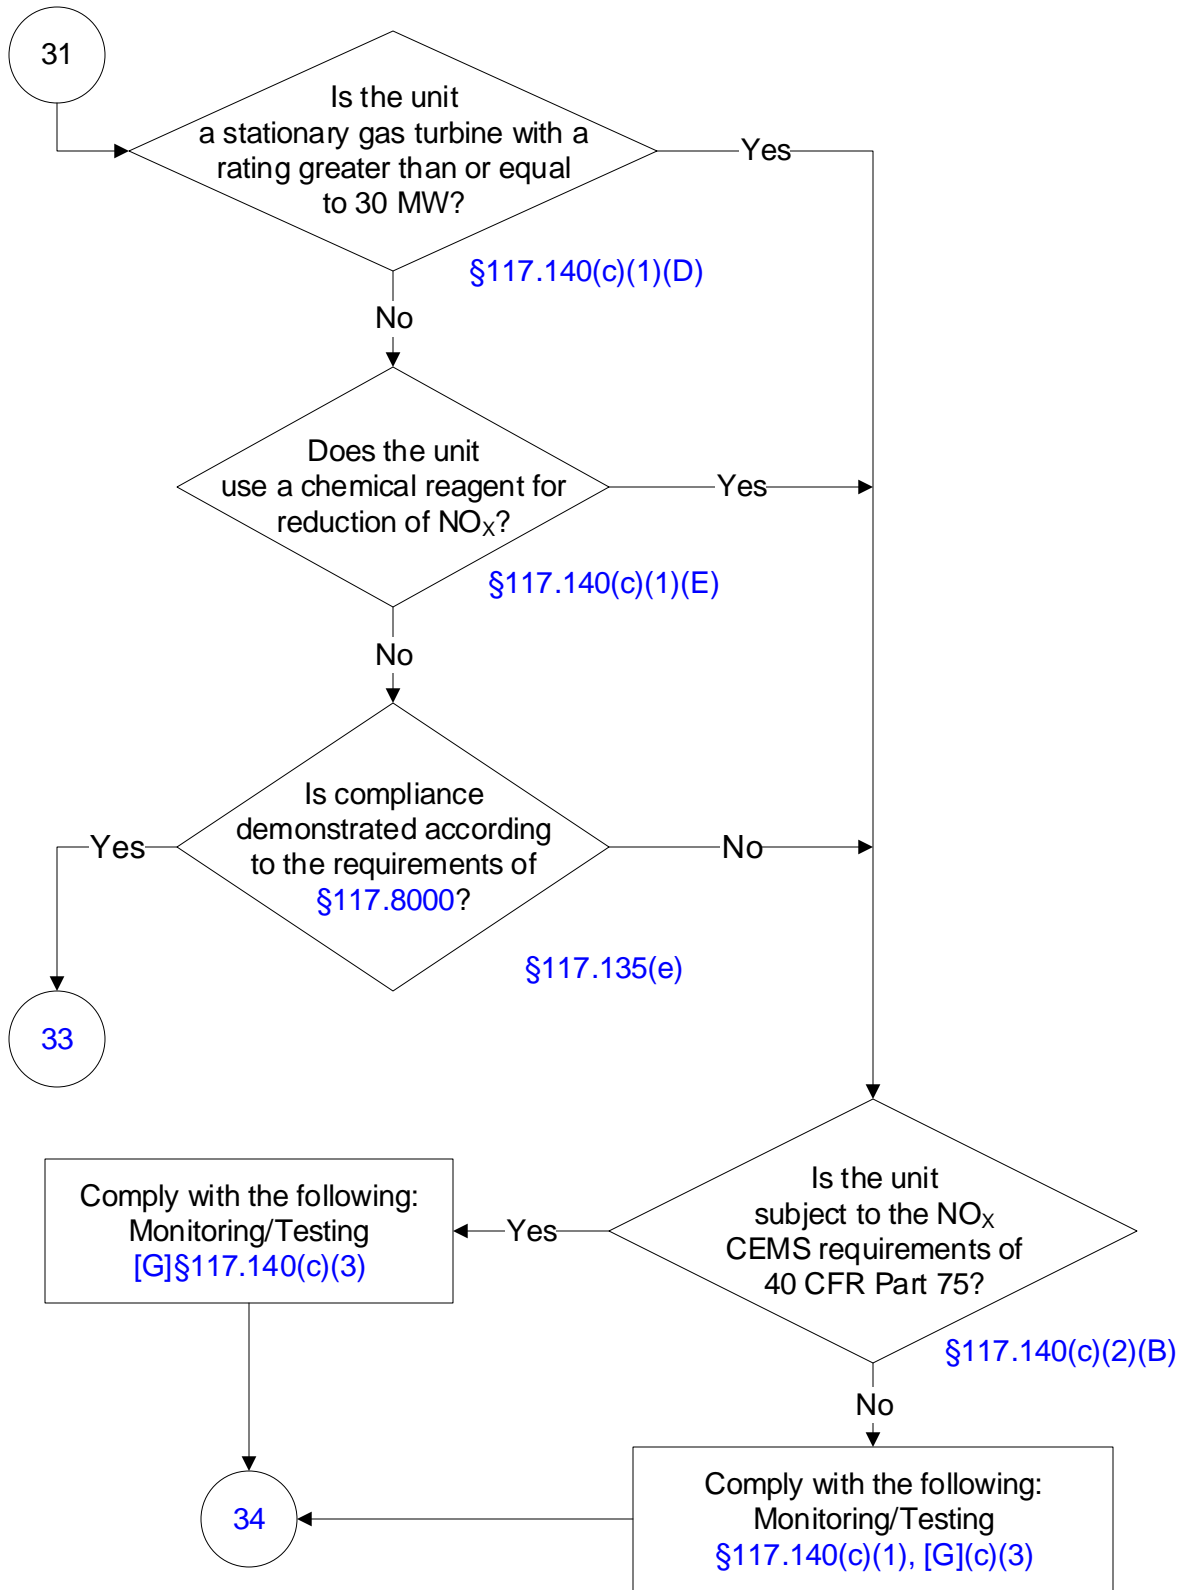 31
Is the unit
a stationary gas turbine with a
rating greater than or equal
to 30 MW?
Yes
§117.140(c)(1)(D)
No
Does the unit
use a chemical reagent for
reduction of NOX?
Yes
§117.140(c)(1)(E)
No
Is compliance
demonstrated according
to the requirements of
§117.8000?
Yes
No
§117.135(e)
33
Is the unit
subject to the NOX
CEMS requirements of
40 CFR Part 75?
Yes
Comply with the following:
Monitoring/Testing
[G]§117.140(c)(3)
§117.140(c)(2)(B)
No
Comply with the following:
Monitoring/Testing
§117.140(c)(1), [G](c)(3)
34